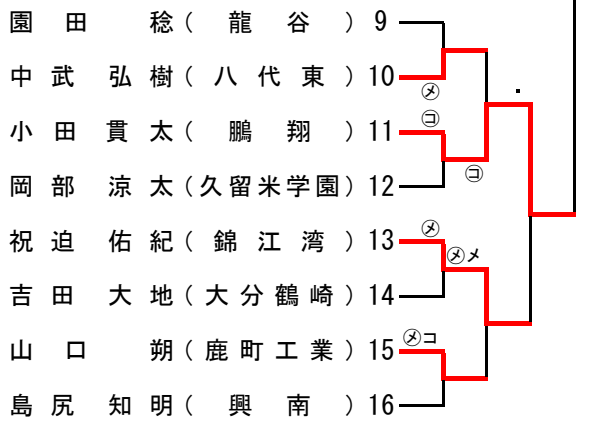 園田 稔(龍谷) 9
中武 弘樹(八代東) 10
㋱
小田 貫太(鵬翔) 11
㋙
㋙
岡部 涼太(久留米学園) 12
祝迫 佑紀(錦江湾) 13
㋱
㋱メ
吉田 大地(大分鶴崎) 14
山口 朔(鹿町工業) 15
㋱コ
島尻 知明(興南) 16